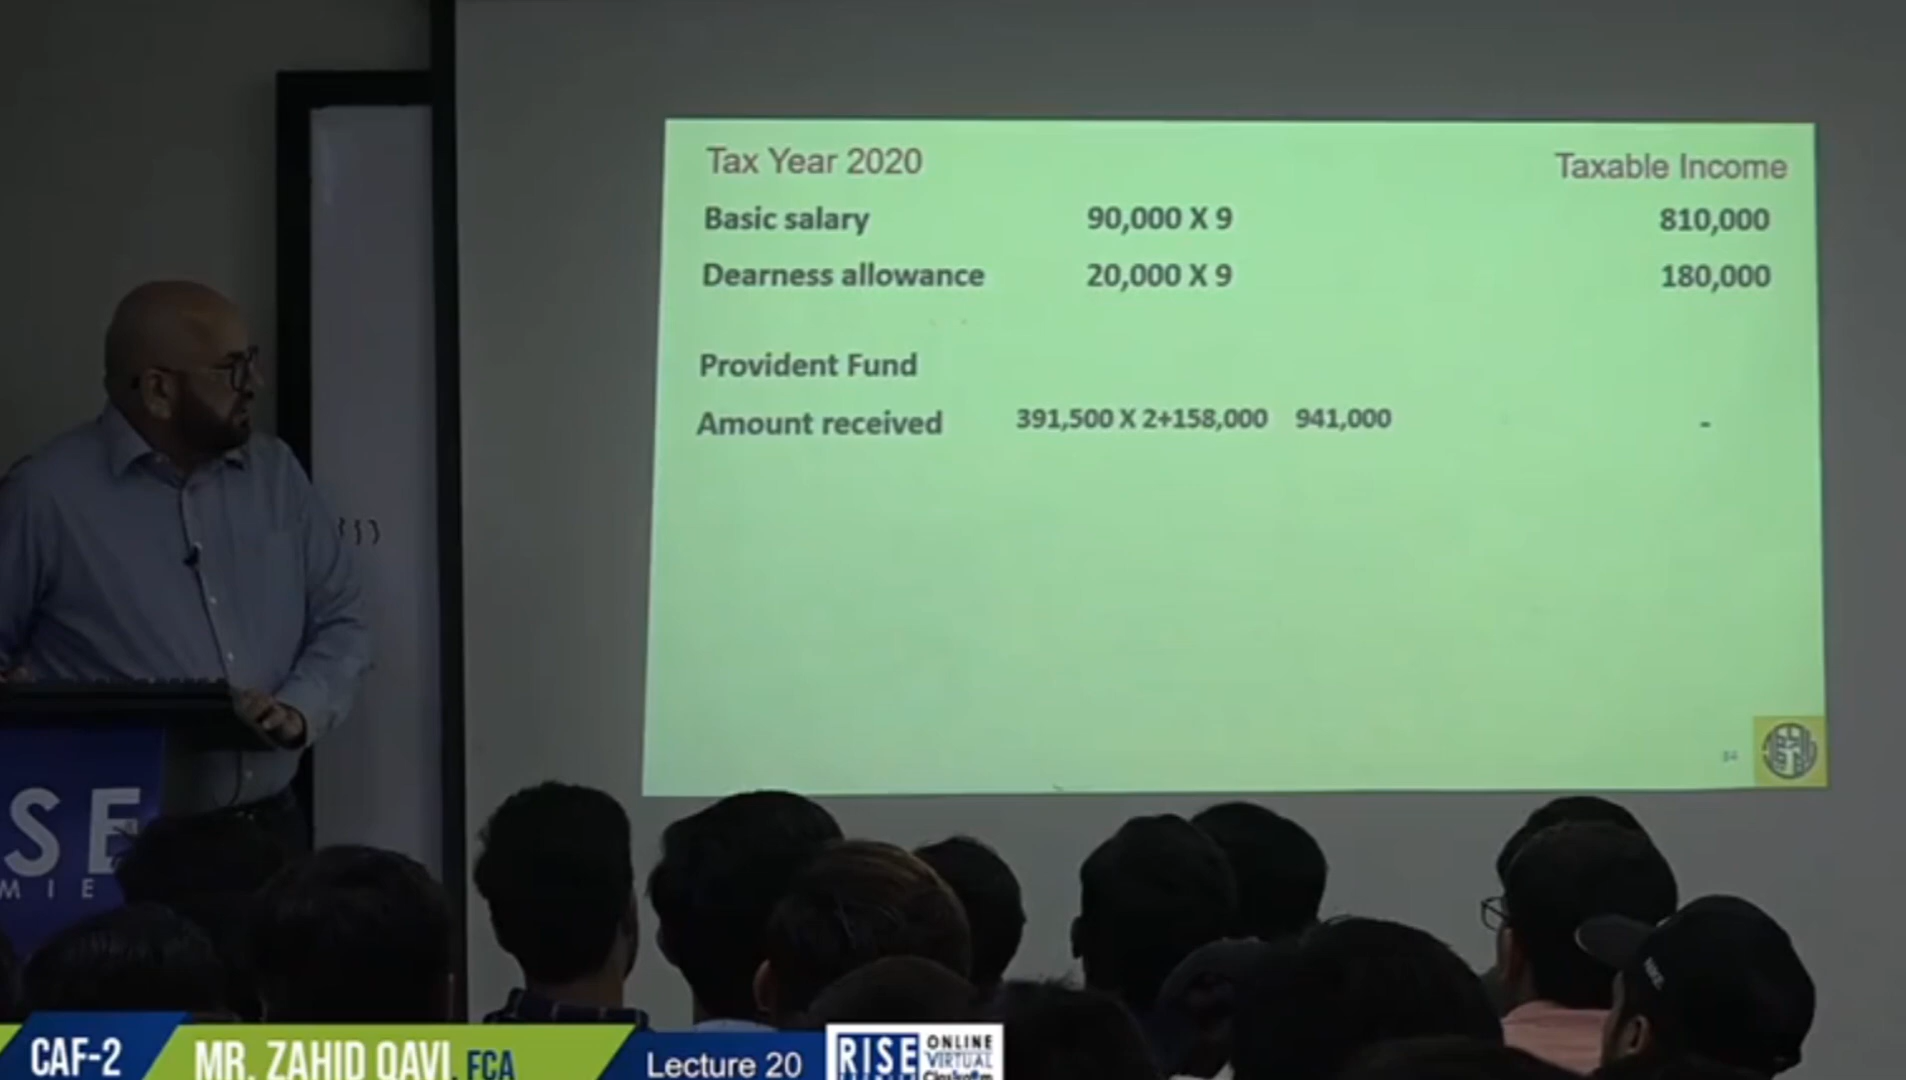 Tax Year 2020 Taxable Income
Basic salary 90,000 X 9 810,000
Dearness allowance 20,000 X 9 180,000
Provident Fund
Amount received 391,500 X 2+158,000 941,000 -
SE
MIE
CAF-2 MR. ZAHID QAVI, FCA Lecture 20 RISE ONLINE
VIRTUAL